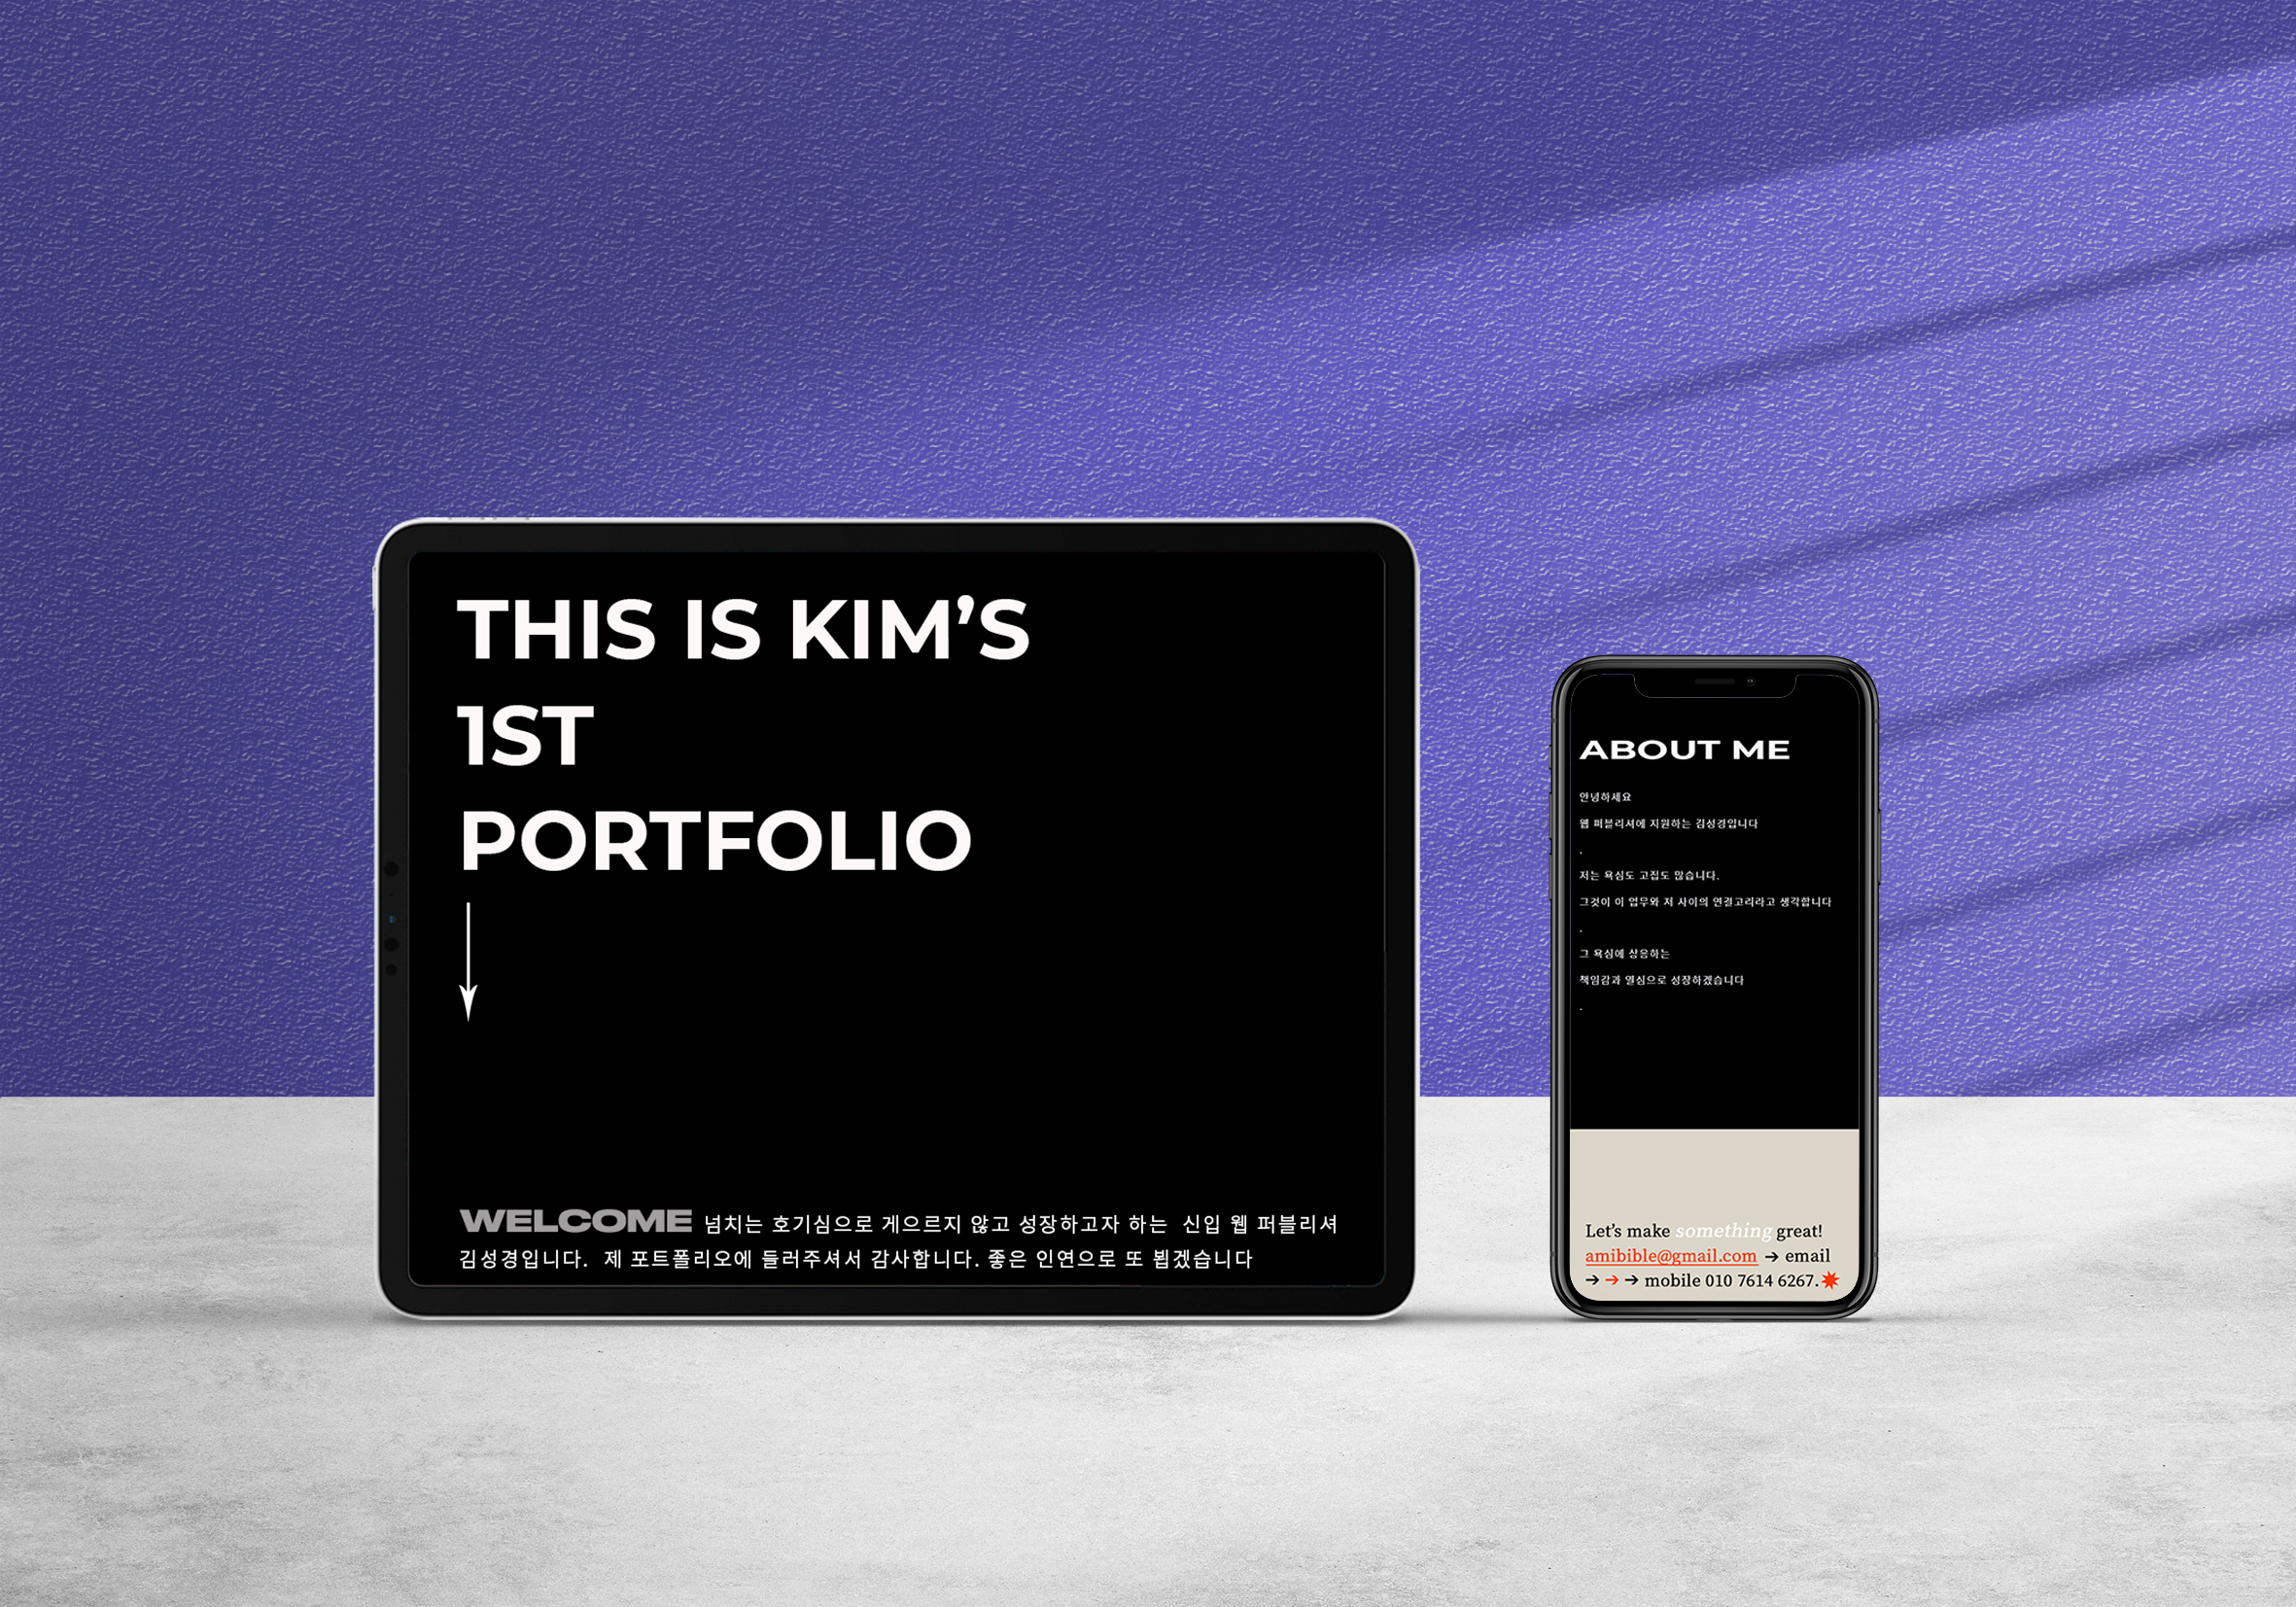 THIS IS KIM’S
1ST
PORTFOLIO
WELCOME 넘치는 호기심으로 게으르지 않고 성장하고자 하는 신입 웹 퍼블리셔
김성경입니다. 제 포트폴리오에 들러주셔서 감사합니다. 좋은 인연으로 또 뵙겠습니다
ABOUT ME
안녕하세요
웹 퍼블리셔에 지원하는 김성경입니다
.
저는 욕심도 고집도 많습니다.
그것이 이 업무와 저 사이의 연결고리라고 생각합니다
.
그 욕심에 상응하는
책임감과 열심으로 성장하겠습니다
.
Let’s make something great!
amibible@gmail.com → email
→ → → mobile 010 7614 6267.